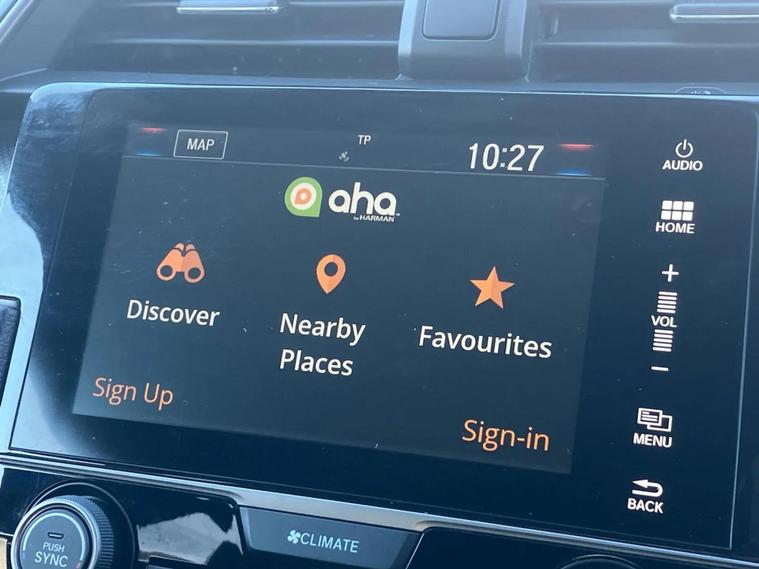 MAP
TP
10:27
AUDIO
aha
by HARMAN™
HOME
+
Discover
Nearby
Places
Favourites
VOL
−
Sign Up
Sign-in
MENU
BACK
PUSH
SYNC
CLIMATE